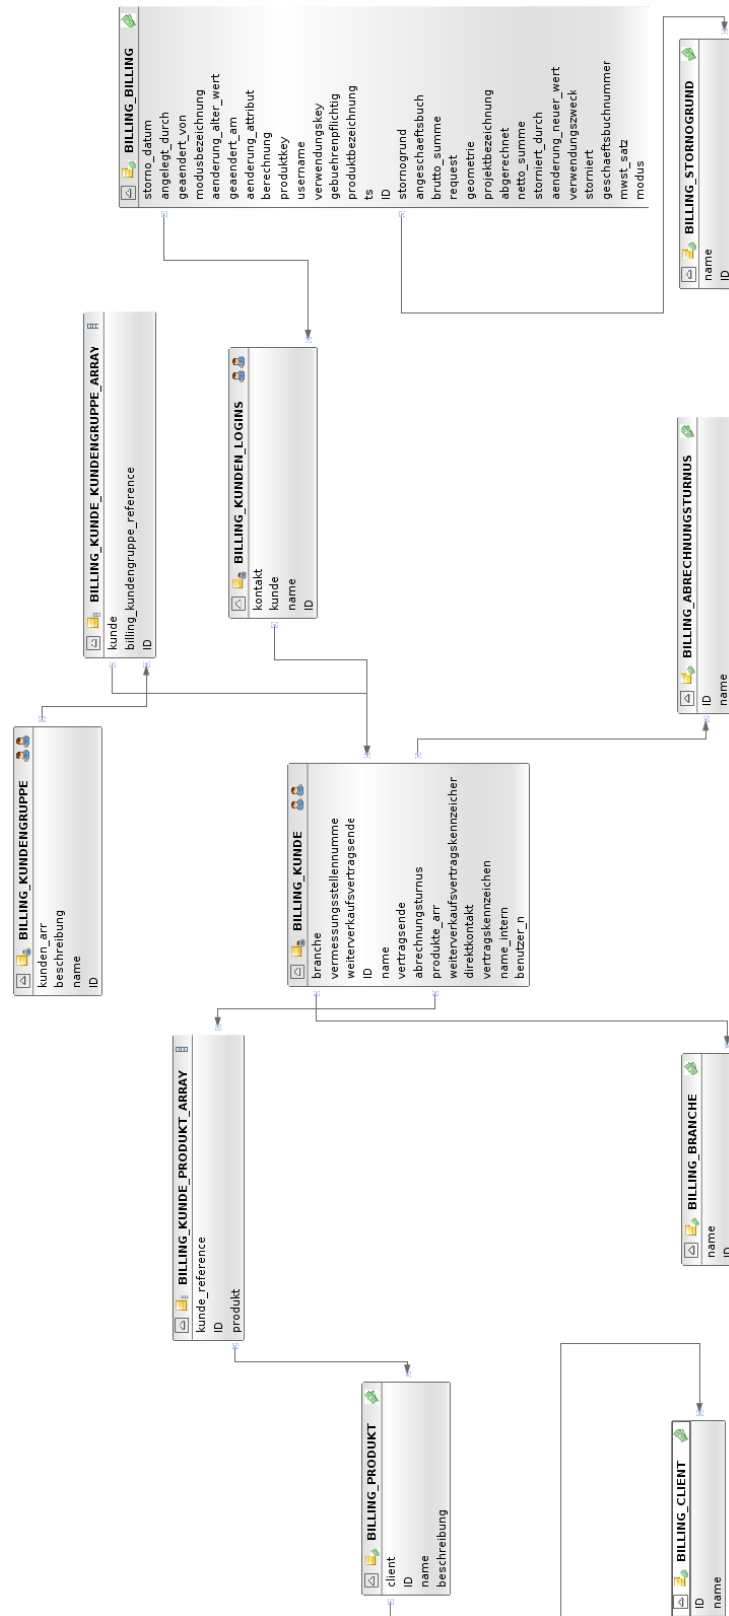 BILLING_BILLING
storno_datum
angelegt_durch
geaendert_von
modusbezeichnung
aenderung_alter_wert
geaendert_am
aenderung_attribut
berechnung
produktkey
username
verwendungskey
gebuehrenpflichtig
produktbezeichnung
ts
ID
stornogrund
angeschaeftsbuch
brutto_summe
request
geometrie
projektbezeichnung
abgerechnet
netto_summe
storniert_durch
aenderung_neuer_wert
verwendungszweck
storniert
geschaeftsbuchnummer
mwst_satz
modus
BILLING_STORNOGRUND
name
ID
BILLING_KUNDE_KUNDENGRUPPE_ARRAY
kunde
billing_kundengruppe_reference
ID
BILLING_KUNDEN_LOGINS
kontakt
kunde
name
ID
BILLING_ABRECHNUNGSTURNUS
ID
name
BILLING_KUNDENGRUPPE
kunden_arr
beschreibung
name
ID
BILLING_KUNDE
branche
vermessungsstellennumme
weiterverkaufsvertragsende
ID
name
vertragsende
abrechnungsturnus
produkte_arr
weiterverkaufsvertragskennzeicher
direktkontakt
vertragskennzeichen
name_intern
benutzer_n
BILLING_KUNDE_PRODUKT_ARRAY
kunde_reference
ID
produkt
BILLING_BRANCHE
name
ID
BILLING_PRODUKT
client
ID
name
beschreibung
BILLING_CLIENT
ID
name